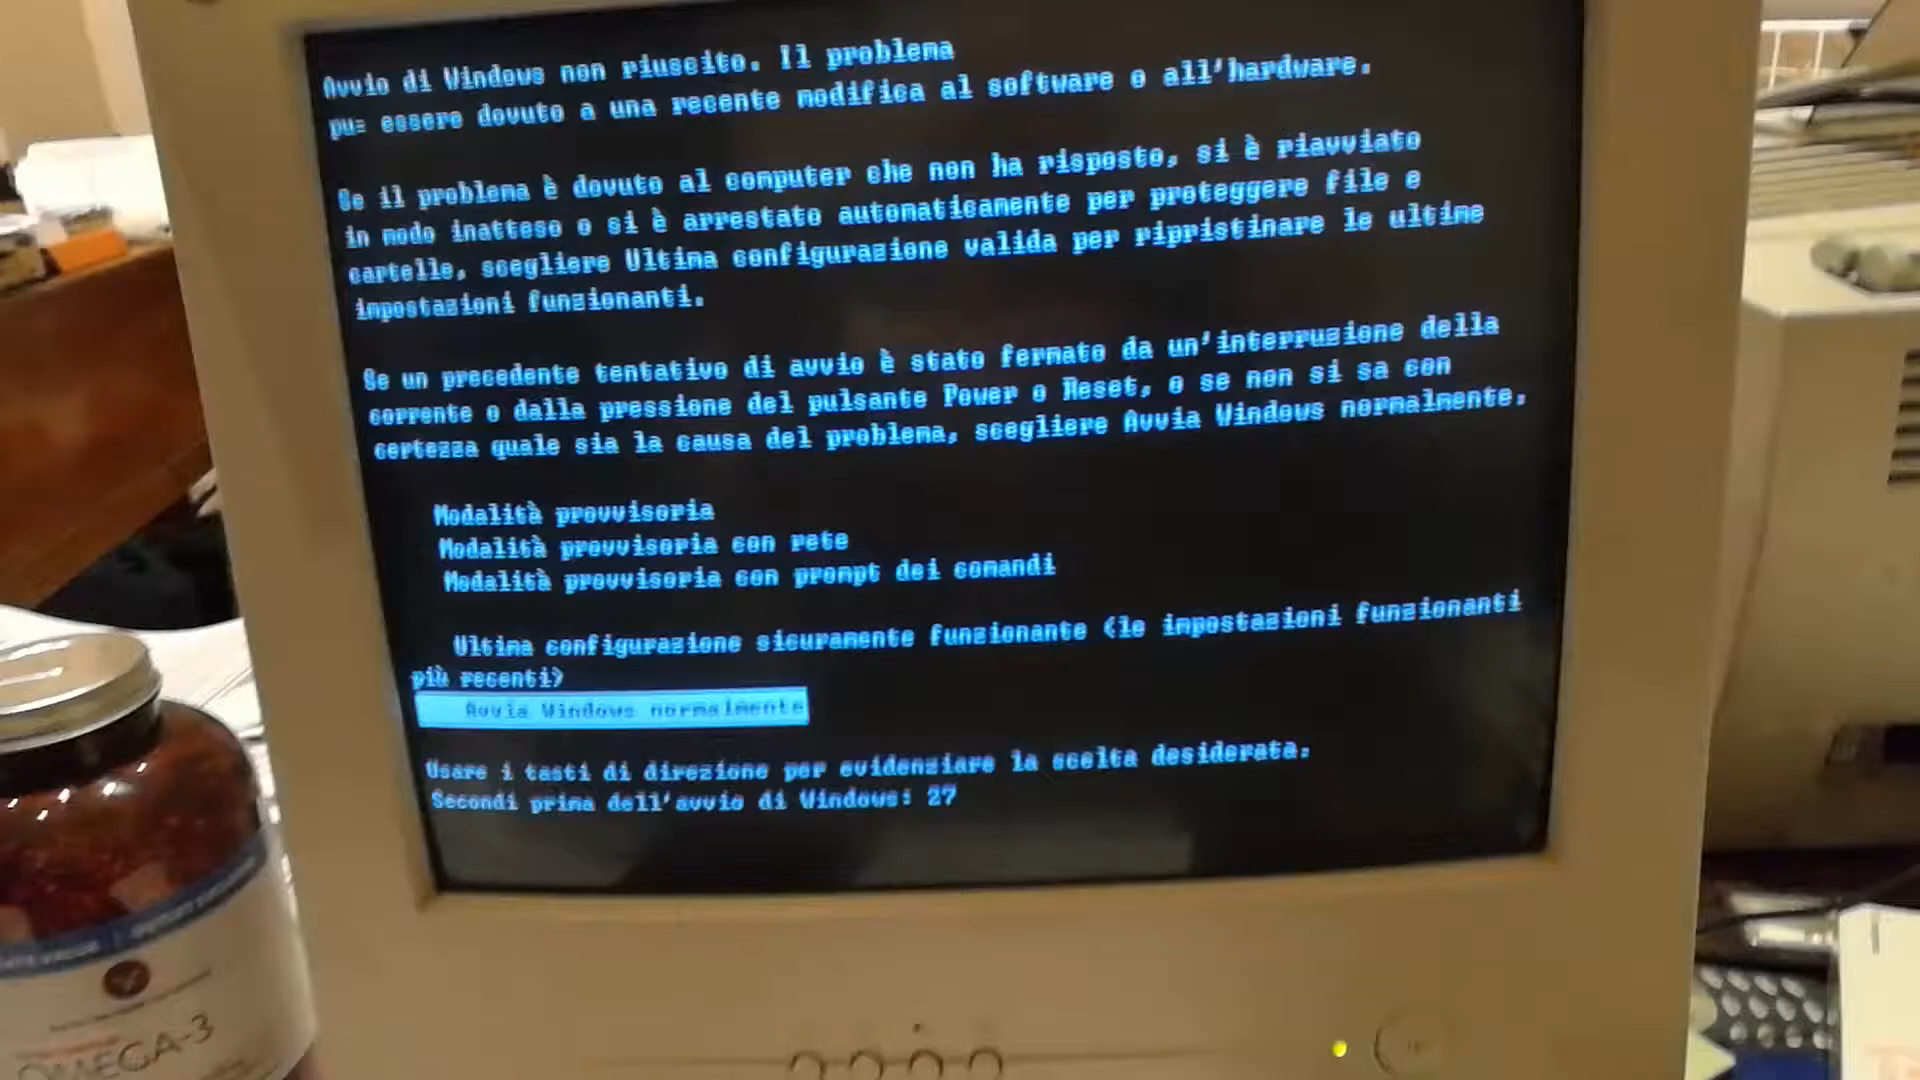 Avvio di Windows non riuscito. Il problema
pu= essere dovuto a una recente modifica al software o all'hardware.
Se il problema è dovuto al computer che non ha risposto, si è riavviato
in modo inatteso o si è arrestato automaticamente per proteggere file e
cartelle, scegliere Ultima configurazione valida per ripristinare le ultime
impostazioni funzionanti.
Se un precedente tentativo di avvio è stato fermato da un'interruzione della
corrente o dalla pressione del pulsante Power o Reset, o se non si sa con
certezza quale sia la causa del problema, scegliere Avvia Windows normalmente.
Modalità provvisoria
Modalità provvisoria con rete
Modalità provvisoria con prompt dei comandi
Ultima configurazione sicuramente funzionante (le impostazioni funzionanti
più recenti)
Avvia Windows normalmente
Usare i tasti di direzione per evidenziare la scelta desiderata.
Secondi prima dell'avvio di Windows: 27
OMEGA-3